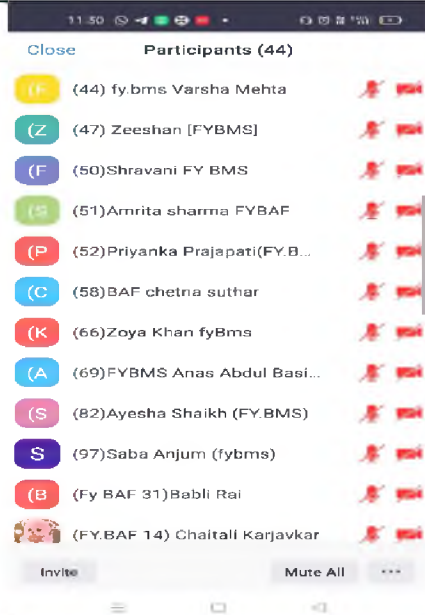 11.50
Close Participants (44)
(F (44) fy.bms Varsha Mehta
(Z (47) Zeeshan [FYBMS]
(F (50)Shravani FY BMS
(S (51)Amrita sharma FYBAF
(P (52)Priyanka Prajapati(FY.B...
(C (58)BAF chetna suthar
(K (66)Zoya Khan fyBms
(A (69)FYBMS Anas Abdul Basi...
(S (82)Ayesha Shaikh (FY.BMS)
S (97)Saba Anjum (fybms)
(B (Fy BAF 31)Babli Rai
(FY.BAF 14) Chaitali Karjavkar
Invite Mute All ...